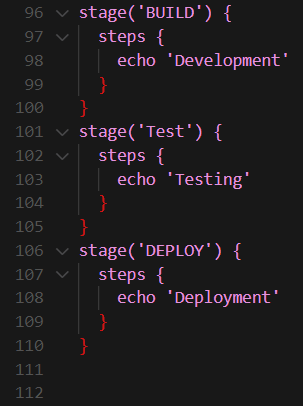 96 stage('BUILD') {
97 steps {
98 echo 'Development'
99 }
100 }
101 stage('Test') {
102 steps {
103 echo 'Testing'
104 }
105 }
106 stage('DEPLOY') {
107 steps {
108 echo 'Deployment'
109 }
110 }
111
112